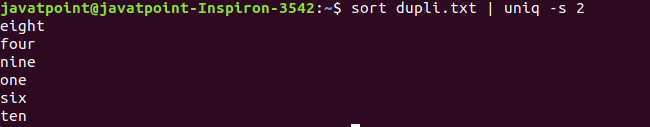 javatpoint@javatpoint-Inspiron-3542:~$ sort dupli.txt | uniq -s 2
eight
four
nine
one
six
ten